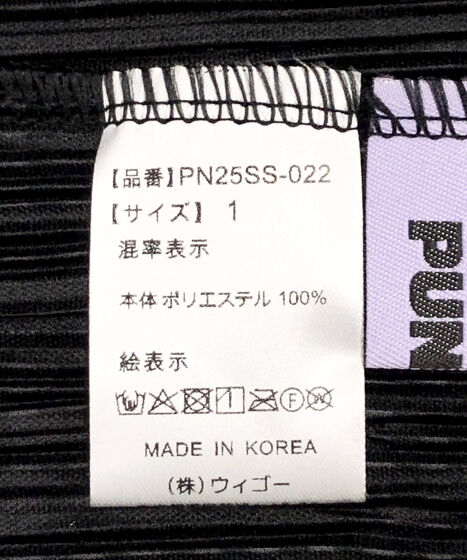 【品番】PN25SS-022
【サイズ】 1
混率表示
本体 ポリエステル 100%
絵表示
MADE IN KOREA
(株)ウィゴー
PUN